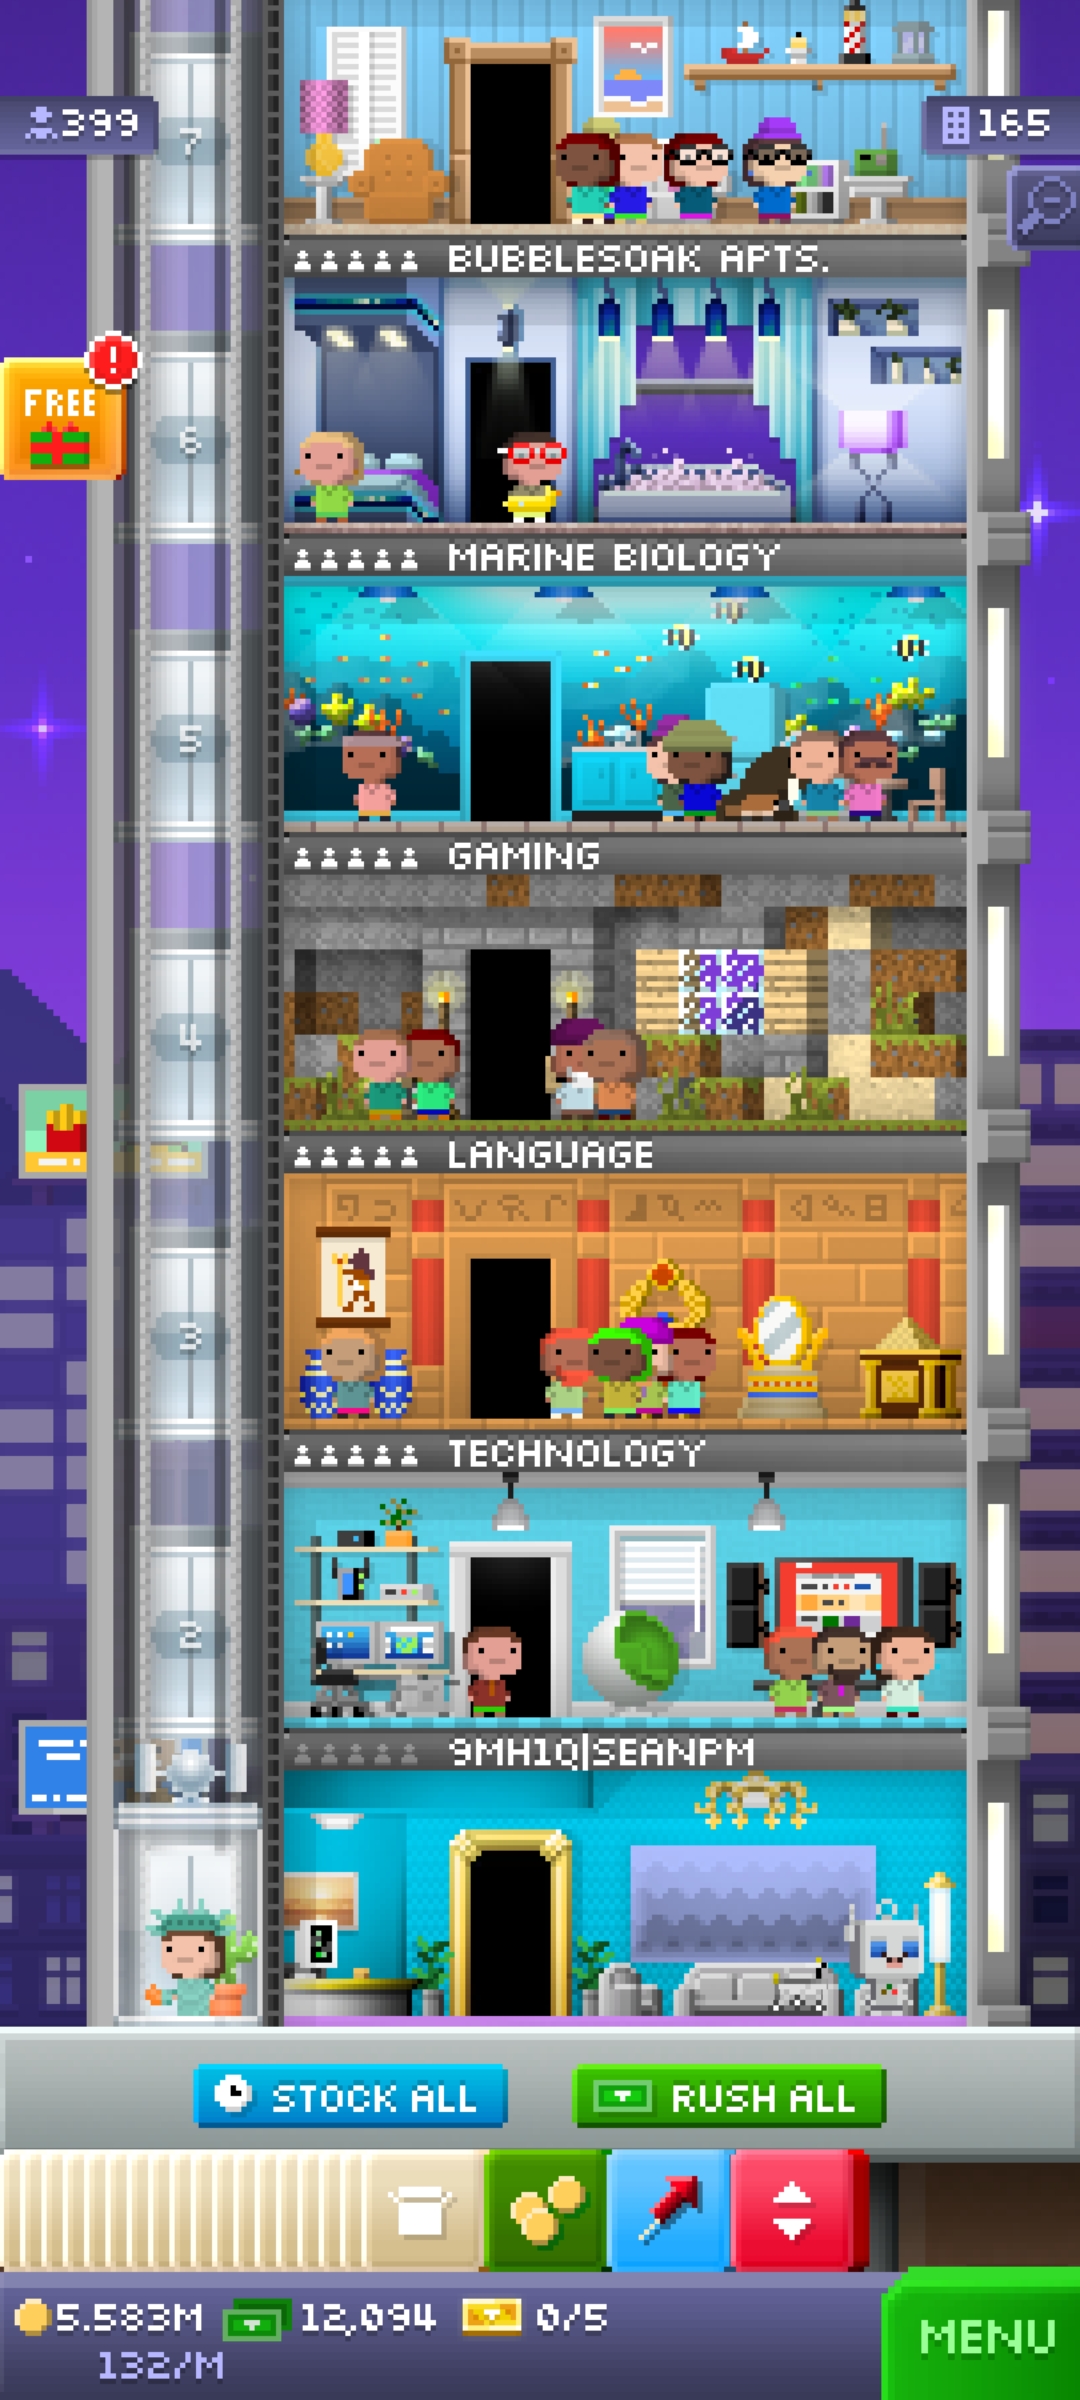 399
165
7
BUBBLESOAK APTS.
FREE
6
MARINE BIOLOGY
5
GAMING
4
LANGUAGE
3
TECHNOLOGY
2
9MH1Q|SEANPM
STOCK ALL
RUSH ALL
5.583M
12,094
0/5
132/M
MENU